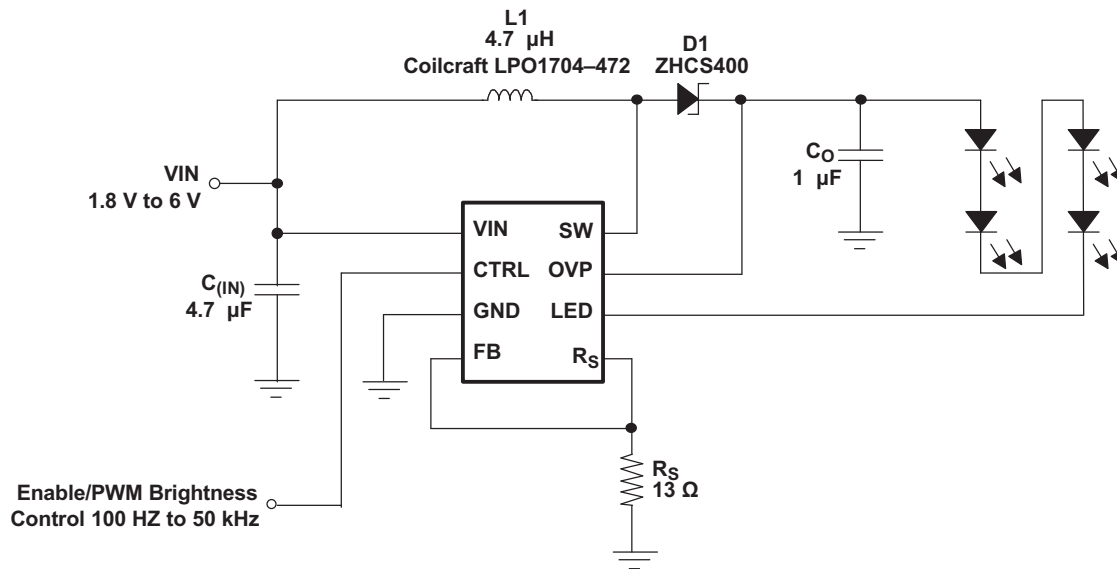 L1
4.7 µH
Coilcraft LPO1704–472
D1
ZHCS400
VIN
1.8 V to 6 V
CO
1 µF
C(IN)
4.7 µF
VIN
SW
CTRL
OVP
GND
LED
FB
RS
RS
13 Ω
Enable/PWM Brightness
Control 100 HZ to 50 kHz